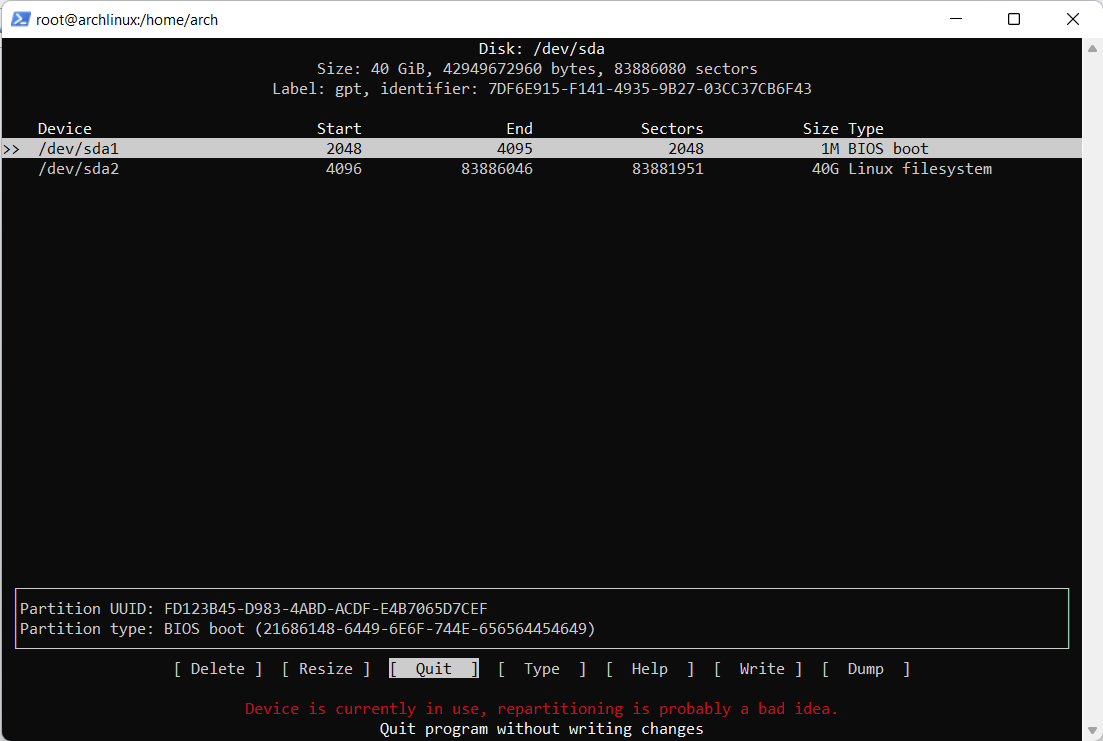 root@archlinux:/home/arch
Disk: /dev/sda
Size: 40 GiB, 42949672960 bytes, 83886080 sectors
Label: gpt, identifier: 7DF6E915-F141-4935-9B27-03CC37CB6F43
Device Start End Sectors Size Type
>> /dev/sda1 2048 4095 2048 1M BIOS boot
/dev/sda2 4096 83886046 83881951 40G Linux filesystem
Partition UUID: FD123B45-D983-4ABD-ACDF-E4B7065D7CEF
Partition type: BIOS boot (21686148-6449-6E6F-744E-656564454649)
[ Delete ] [ Resize ] [ Quit ] [ Type ] [ Help ] [ Write ] [ Dump ]
Device is currently in use, repartitioning is probably a bad idea.
Quit program without writing changes